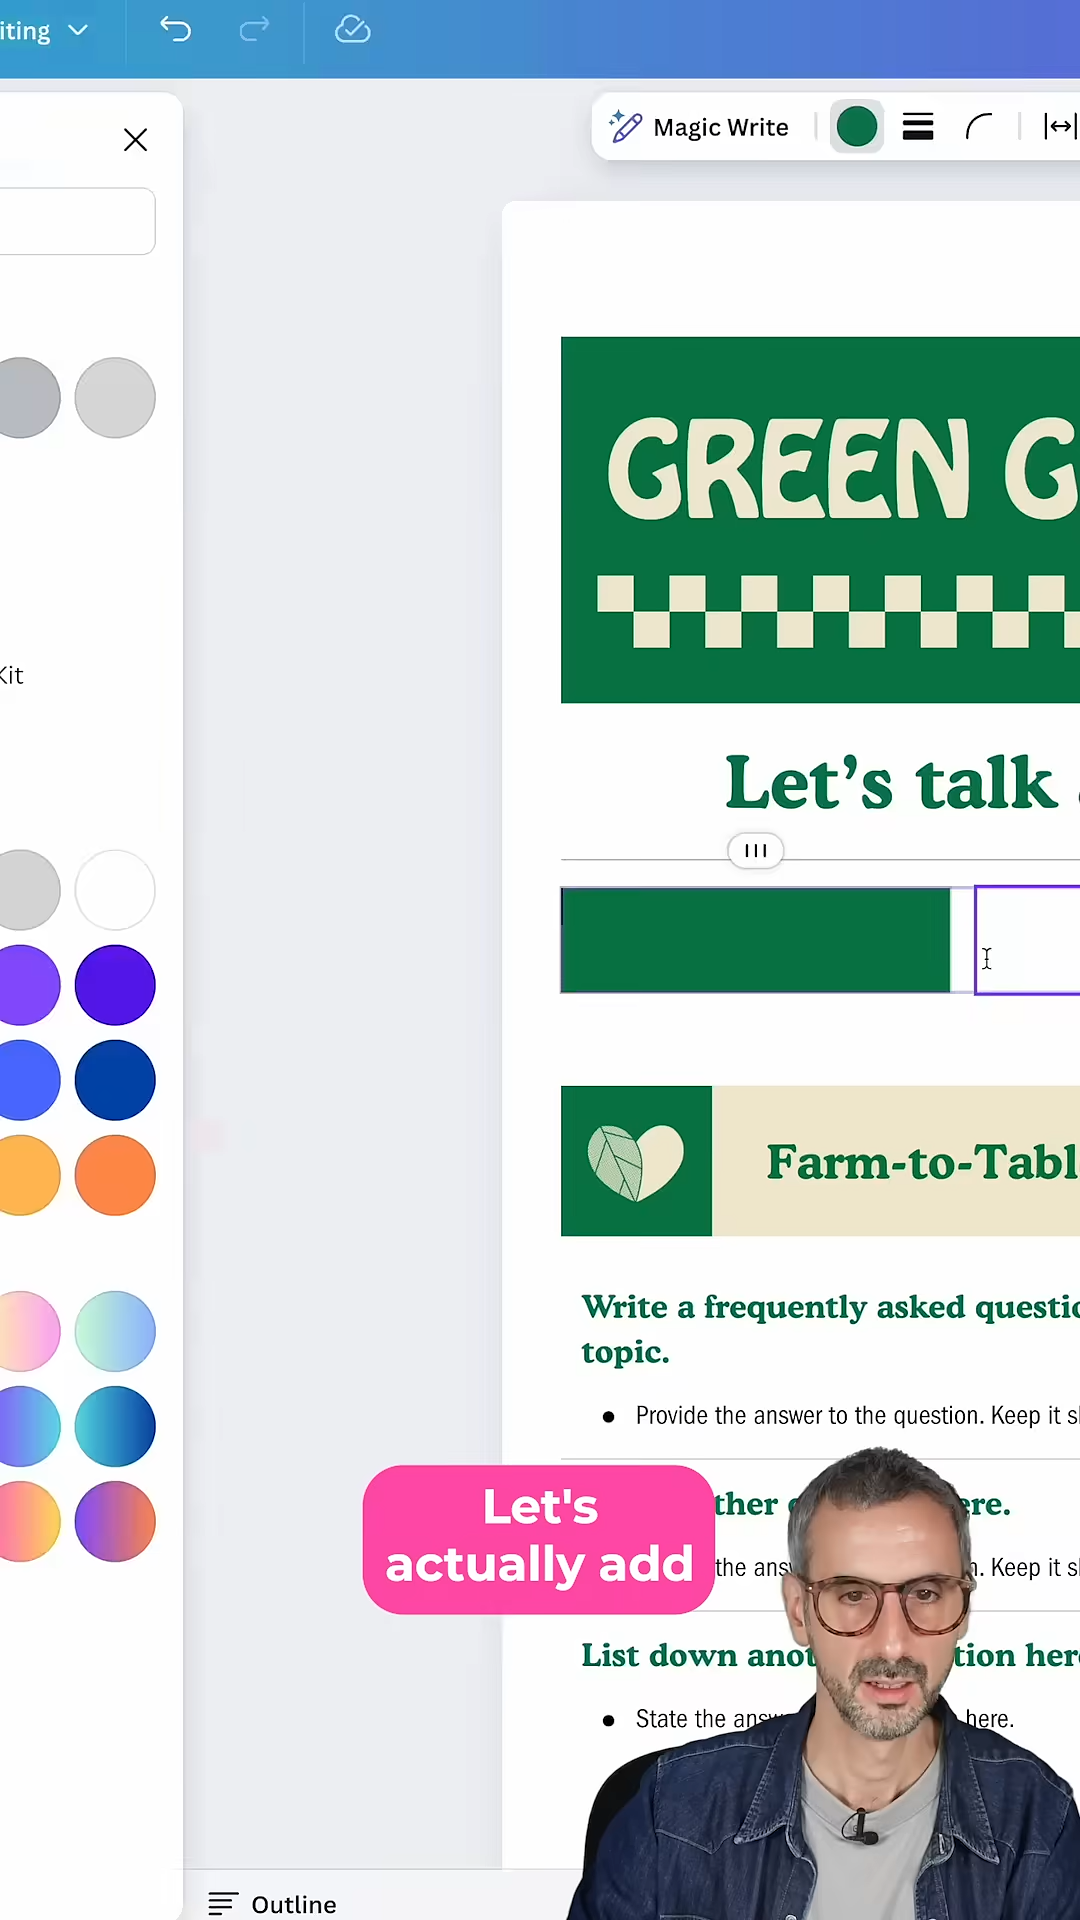 iting
Magic Write
GREEN G
Kit
Let's talk
Farm-to-Tabl
Write a frequently asked questio
topic.
Provide the answer to the question. Keep it s
Let's
actually add
ther ere.
the ans n. Keep it s
List down anot tion her
State the answ here.
Outline